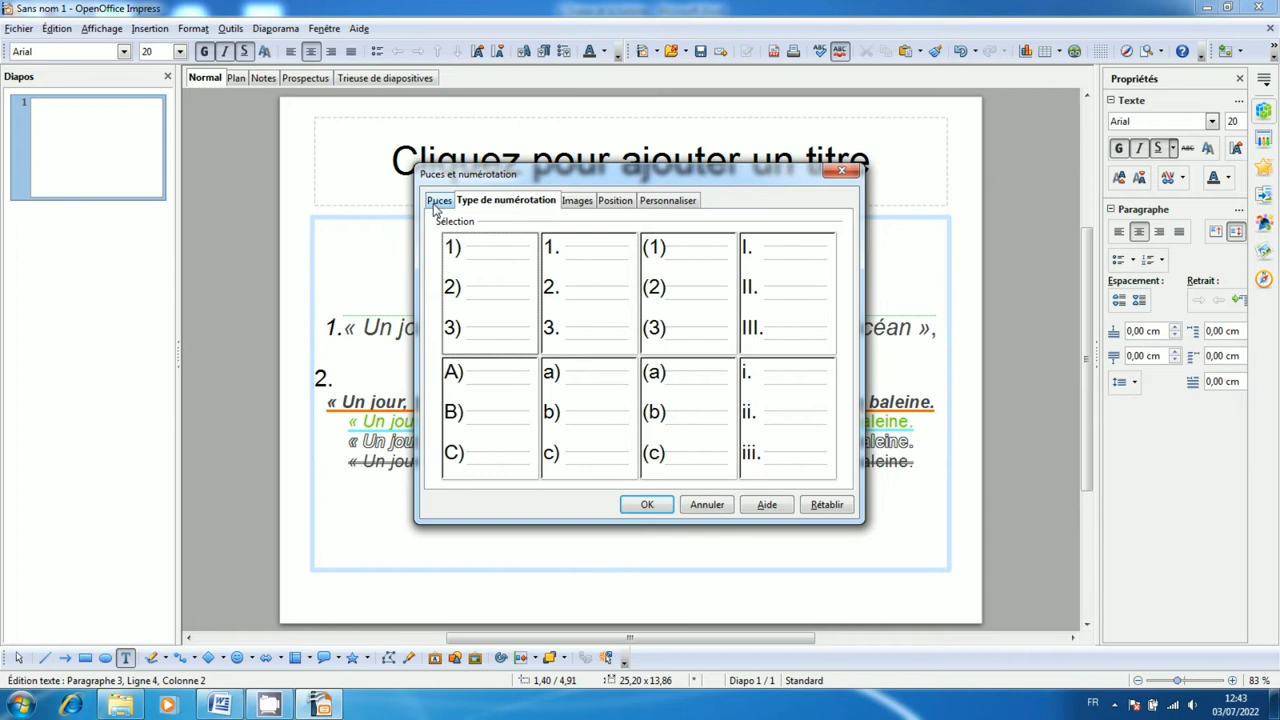 Sans nom 1 - OpenOffice Impress
Fichier Édition Affichage Insertion Format Outils Diaporama Fenêtre Aide
Arial 20 G I S
Diapos
Normal Plan Notes Prospectus Trieuse de diapositives
1
Cliquez pour ajouter un titre
1. « Un jo
céan »,
2.
« Un jour,
baleine.
« Un jou
aleine.
« Un jou
aleine.
« Un jou
aleine.
Puces et numérotation
Puces Type de numérotation Images Position Personnaliser
Sélection
1) 1. (1) I.
2) 2. (2) II.
3) 3. (3) III.
A) a) (a) i.
B) b) (b) ii.
C) c) (c) iii.
OK Annuler Aide Rétablir
Propriétés
Texte
Arial 20
G I S ABC
Paragraphe
Espacement : Retrait :
0,00 cm 0,00 cm
0,00 cm 0,00 cm
0,00 cm
Édition texte : Paragraphe 3, Ligne 4, Colonne 2 1,40 / 4,91 25,20 x 13,86 * Diapo 1 / 1 Standard 83 %
FR 12:43
03/07/2022